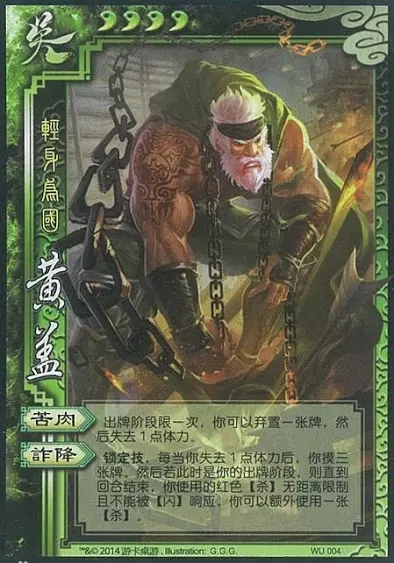 吴
輕身為國
黄盖
苦肉
出牌阶段限一次，你可以弃置一张牌，然
后失去1点体力。
詐降
锁定技，每当你失去1点体力后，你摸三
张牌，然后若此时是你的出牌阶段，则直到
回合结束，你使用的红色【杀】无距离限制
且不能被【闪】响应，你可以额外使用一张
【杀】。
™&© 2014 游卡桌游. Illustration: G.G.G.
WU 004